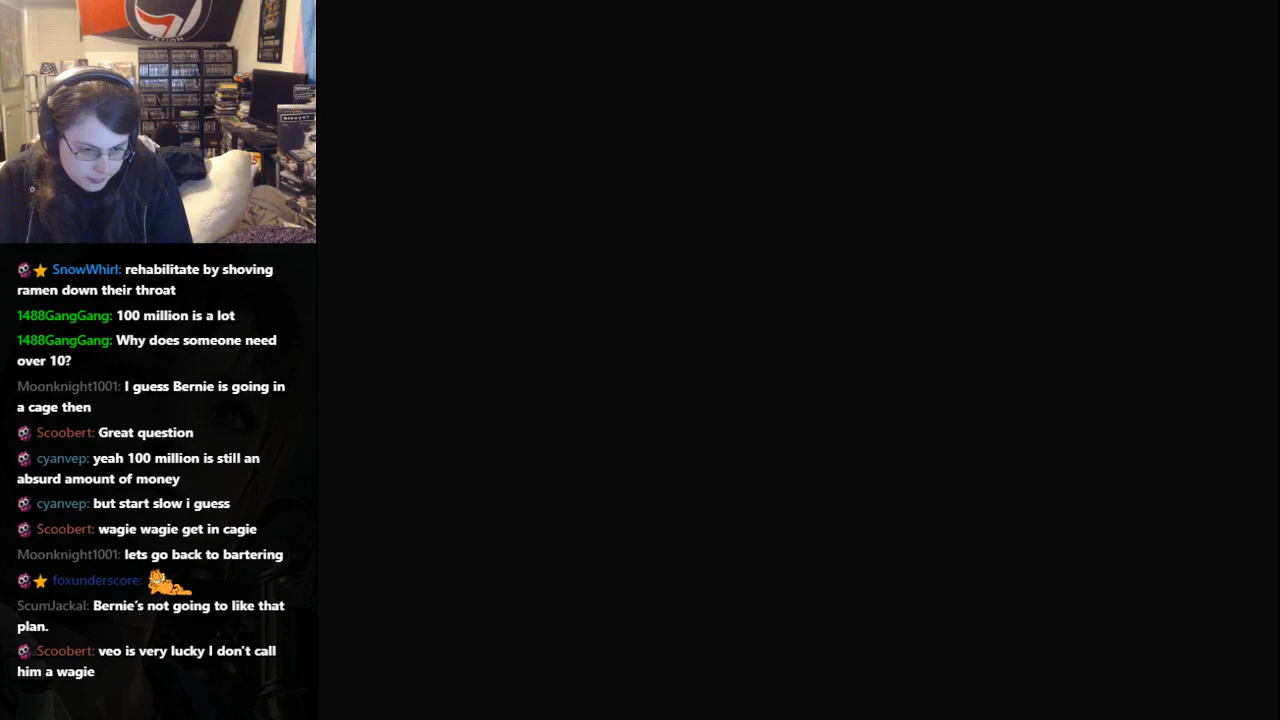 ACTION
MANHUNT
SnowWhirl: rehabilitate by shoving
ramen down their throat
1488GangGang: 100 million is a lot
1488GangGang: Why does someone need
over 10?
Moonknight1001: I guess Bernie is going in
a cage then
Scoobert: Great question
cyanvep: yeah 100 million is still an
absurd amount of money
cyanvep: but start slow i guess
Scoobert: wagie wagie get in cagie
Moonknight1001: lets go back to bartering
foxunderscore:
ScumJackal: Bernie's not going to like that
plan.
Scoobert: veo is very lucky I don't call
him a wagie